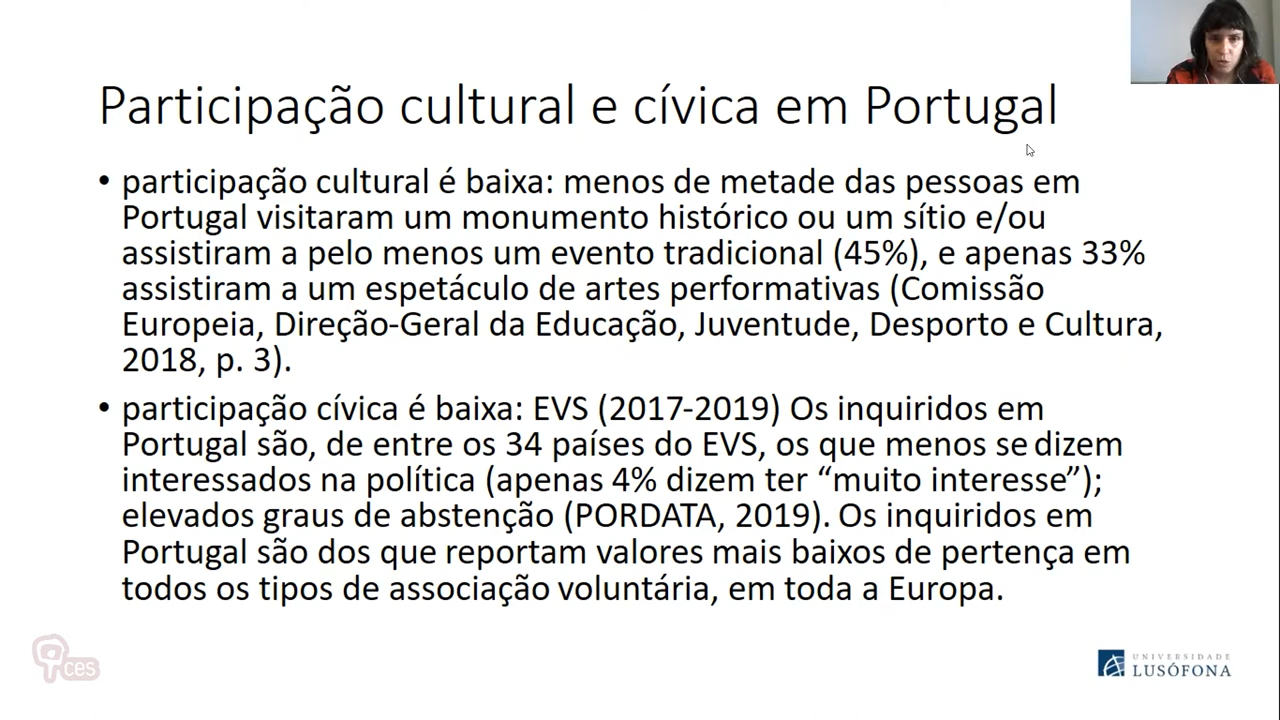 Participação cultural e cívica em Portugal
• participação cultural é baixa: menos de metade das pessoas em
Portugal visitaram um monumento histórico ou um sítio e/ou
assistiram a pelo menos um evento tradicional (45%), e apenas 33%
assistiram a um espetáculo de artes performativas (Comissão
Europeia, Direção-Geral da Educação, Juventude, Desporto e Cultura,
2018, p. 3).
• participação cívica é baixa: EVS (2017-2019) Os inquiridos em
Portugal são, de entre os 34 países do EVS, os que menos se dizem
interessados na política (apenas 4% dizem ter “muito interesse”);
elevados graus de abstenção (PORDATA, 2019). Os inquiridos em
Portugal são dos que reportam valores mais baixos de pertença em
todos os tipos de associação voluntária, em toda a Europa.
ces
UNIVERSIDADE
LUSÓFONA